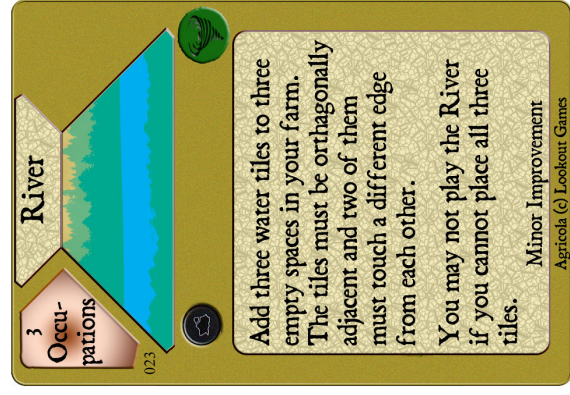 3
Occu-
pations
River
023
Add three water tiles to three
empty spaces in your farm.
The tiles must be orthagonally
adjacent and two of them
must touch a different edge
from each other.
You may not play the River
if you cannot place all three
tiles.
Minor Improvement
Agricola (c) Lookout Games